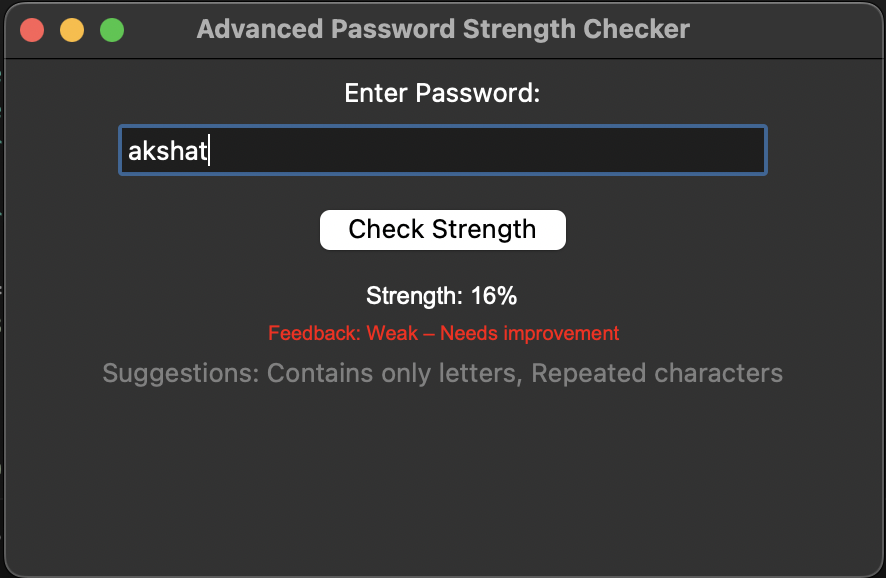 Advanced Password Strength Checker
Enter Password:
akshat
Check Strength
Strength: 16%
Feedback: Weak – Needs improvement
Suggestions: Contains only letters, Repeated characters